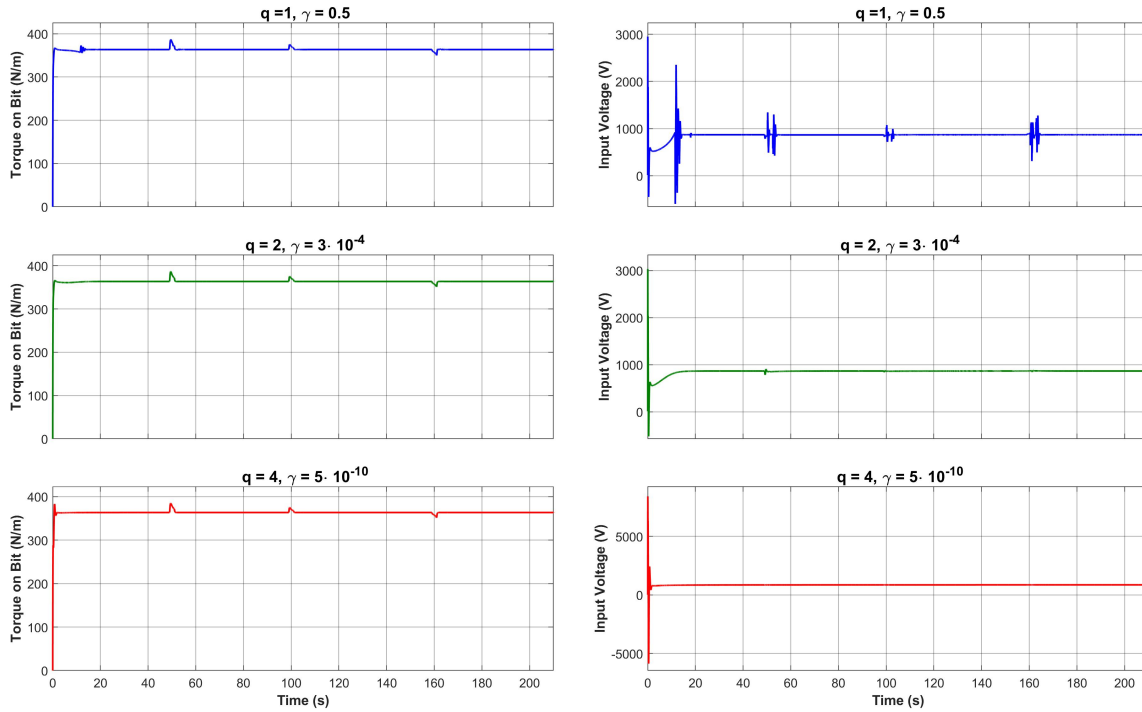 q =1, γ = 0.5
400
300
200
100
0
Torque on Bit (N/m)
q =1, γ = 0.5
3000
2000
1000
0
Input Voltage (V)
q = 2, γ = 3· 10⁻⁴
400
300
200
100
0
Torque on Bit (N/m)
q = 2, γ = 3· 10⁻⁴
3000
2000
1000
0
Input Voltage (V)
q = 4, γ = 5· 10⁻¹⁰
400
300
200
100
0
Torque on Bit (N/m)
0 20 40 60 80 100 120 140 160 180 200
Time (s)
q = 4, γ = 5· 10⁻¹⁰
5000
0
-5000
Input Voltage (V)
0 20 40 60 80 100 120 140 160 180 200
Time (s)